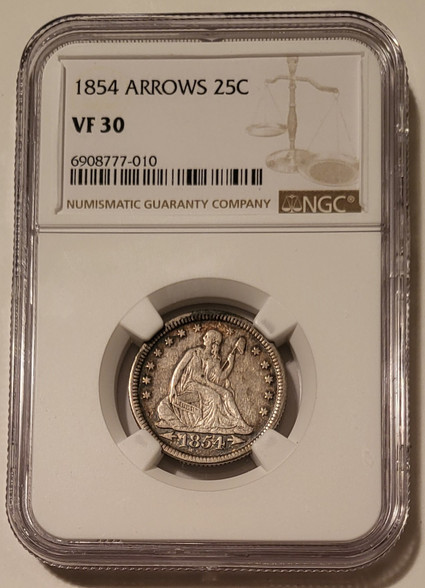 1854 ARROWS 25C
VF 30
6908777-010
NUMISMATIC GUARANTY COMPANY
NGC®
1854